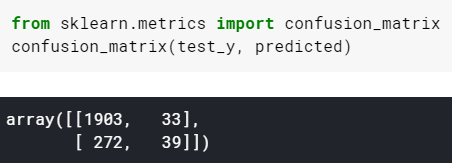 from sklearn.metrics import confusion_matrix
confusion_matrix(test_y, predicted)
array([[1903,   33],
       [ 272,   39]])